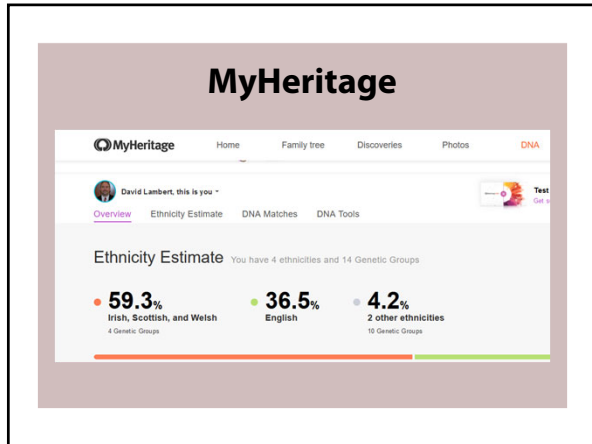 MyHeritage
MyHeritage Home Family tree Discoveries Photos DNA
David Lambert, this is you
Test
Get
Overview Ethnicity Estimate DNA Matches DNA Tools
Ethnicity Estimate You have 4 ethnicities and 14 Genetic Groups
59.3% 36.5% 4.2%
Irish, Scottish, and Welsh English 2 other ethnicities
4 Genetic Groups 10 Genetic Groups